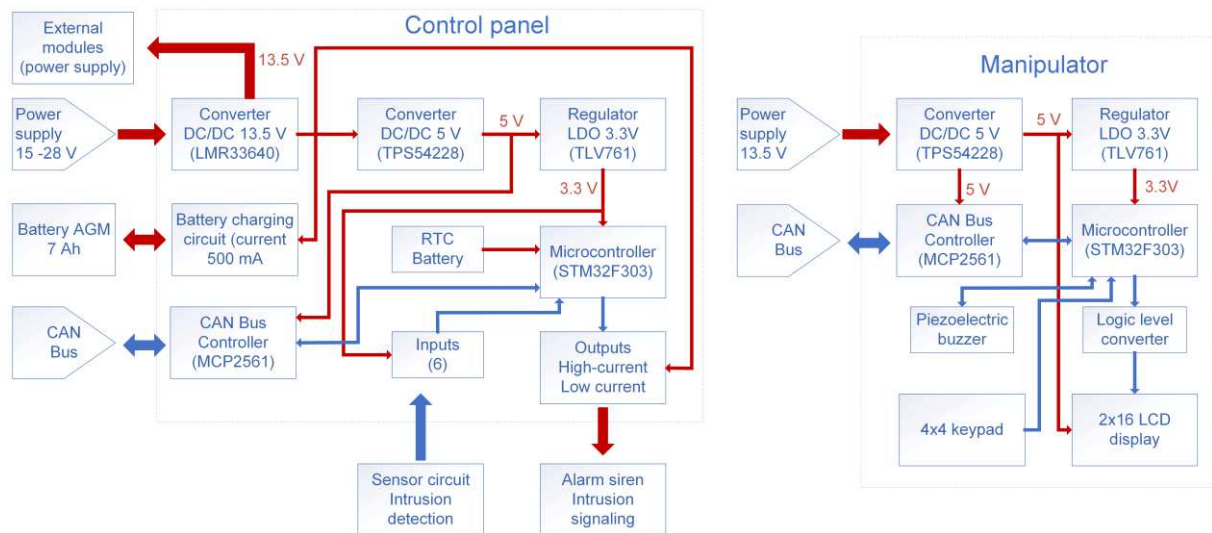 Control panel
External
modules
(power supply)
13.5 V
Power
supply
15 -28 V
Converter
DC/DC 13.5 V
(LMR33640)
Converter
DC/DC 5 V
(TPS54228)
5 V
Regulator
LDO 3.3V
(TLV761)
3.3 V
Battery AGM
7 Ah
Battery charging
circuit (current
500 mA
RTC
Battery
Microcontroller
(STM32F303)
CAN
Bus
CAN Bus
Controller
(MCP2561)
Inputs
(6)
Outputs
High-current
Low current
Sensor circuit
Intrusion
detection
Alarm siren
Intrusion
signaling
Manipulator
Power
supply
13.5 V
Converter
DC/DC 5 V
(TPS54228)
5 V
Regulator
LDO 3.3V
(TLV761)
5 V
3.3V
CAN
Bus
CAN Bus
Controller
(MCP2561)
Microcontroller
(STM32F303)
Piezoelectric
buzzer
Logic level
converter
4x4 keypad
2x16 LCD
display